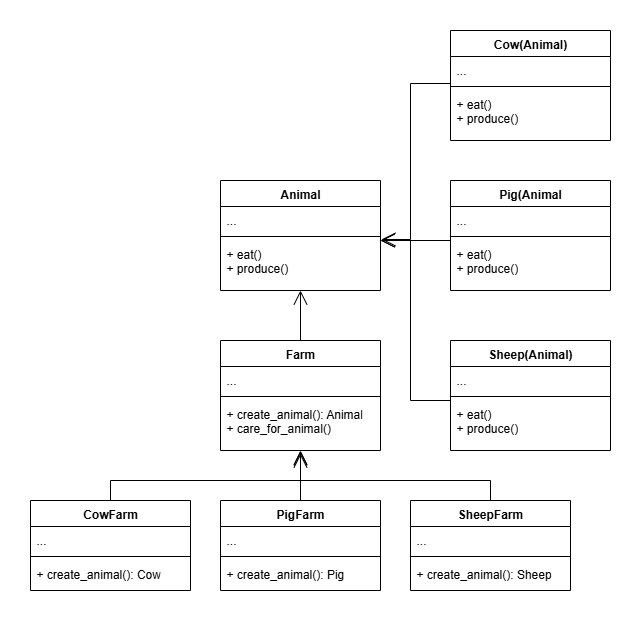 Cow(Animal)
...
+ eat()
+ produce()
Animal
...
+ eat()
+ produce()
Pig(Animal
...
+ eat()
+ produce()
Farm
...
+ create_animal(): Animal
+ care_for_animal()
Sheep(Animal)
...
+ eat()
+ produce()
CowFarm
...
+ create_animal(): Cow
PigFarm
...
+ create_animal(): Pig
SheepFarm
...
+ create_animal(): Sheep